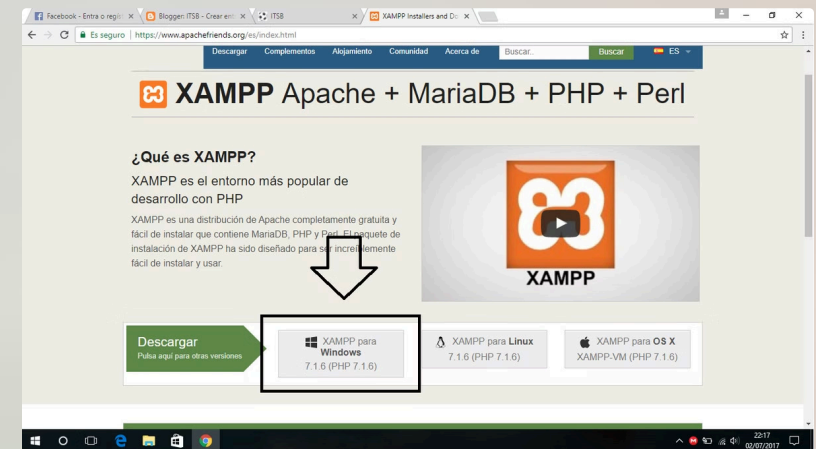 Facebook - Entra o regis
Blogger: ITSB - Crear ent
ITSB
XAMPP Installers and Do
Es seguro
https://www.apachefriends.org/es/index.html
Descargar Complementos Alojamiento Comunidad Acerca de Buscar... Buscar ES
XAMPP Apache + MariaDB + PHP + Perl
¿Qué es XAMPP?
XAMPP es el entorno más popular de
desarrollo con PHP
XAMPP es una distribución de Apache completamente gratuita y
fácil de instalar que contiene MariaDB, PHP y Perl. El paquete de
instalación de XAMPP ha sido diseñado para ser increíblemente
fácil de instalar y usar.
XAMPP
Descargar
Pulsa aquí para otras versiones
XAMPP para
Windows
7.1.6 (PHP 7.1.6)
XAMPP para Linux
7.1.6 (PHP 7.1.6)
XAMPP para OS X
XAMPP-VM (PHP 7.1.6)
22:17
02/07/2017